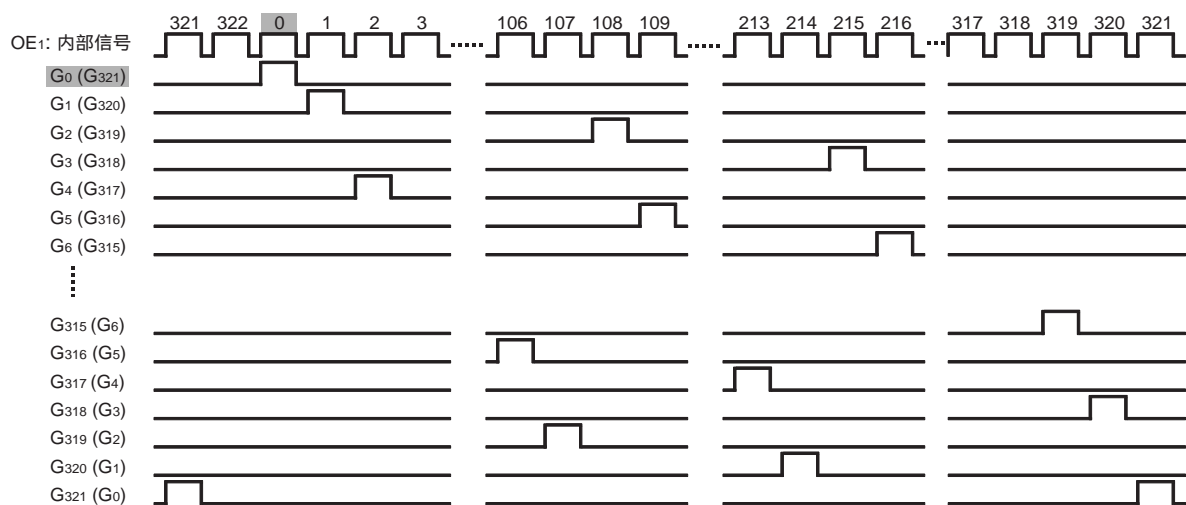 321 322 0 1 2 3 106 107 108 109 213 214 215 216 317 318 319 320 321
OE1: 内部信号
G0 (G321)
G1 (G320)
G2 (G319)
G3 (G318)
G4 (G317)
G5 (G316)
G6 (G315)
G315 (G6)
G316 (G5)
G317 (G4)
G318 (G3)
G319 (G2)
G320 (G1)
G321 (G0)